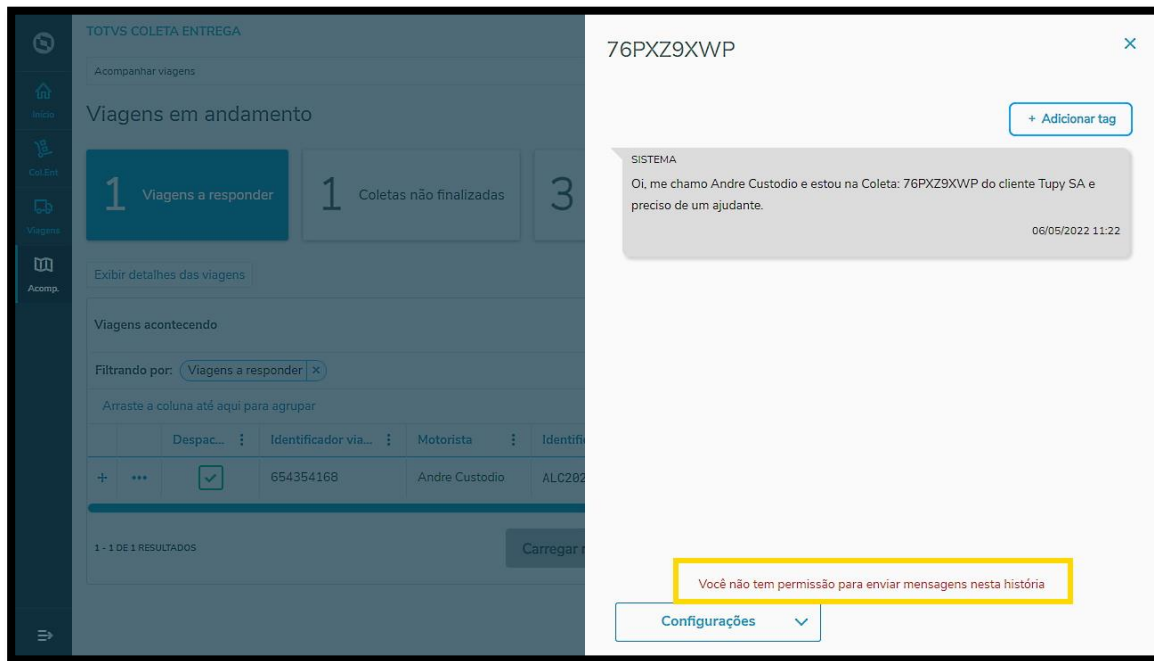 TOTVS COLETA ENTREGA
Acompanhar viagens
Início
Viagens em andamento
Col.Ent
1 Viagens a responder
1 Coletas não finalizadas
3
Viagens
Exibir detalhes das viagens
Acomp.
Viagens acontecendo
Filtrando por: Viagens a responder ×
Arraste a coluna até aqui para agrupar
Despac... Identificador via... Motorista Identifi
654354168 Andre Custodio ALC202
1 - 1 DE 1 RESULTADOS
Carregar
76PXZ9XWP
+ Adicionar tag
SISTEMA
Oi, me chamo Andre Custodio e estou na Coleta: 76PXZ9XWP do cliente Tupy SA e
preciso de um ajudante.
06/05/2022 11:22
Você não tem permissão para enviar mensagens nesta história
Configurações